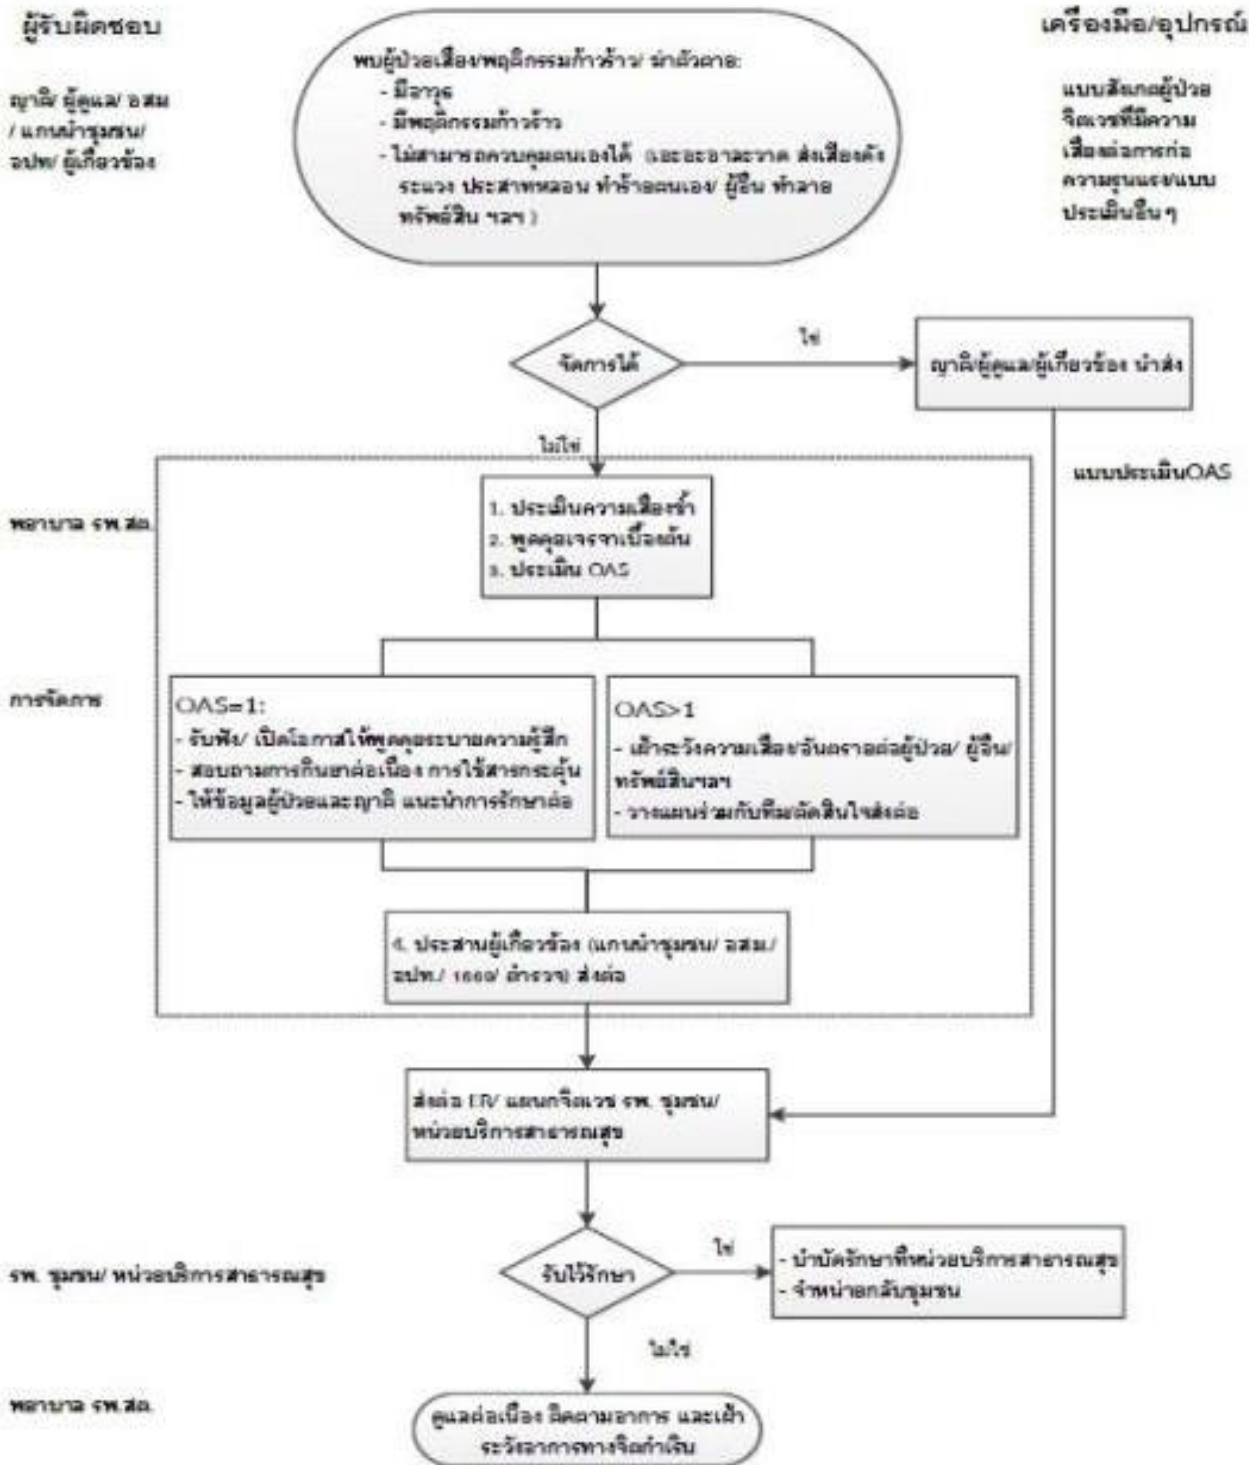 ผู้รับผิดชอบ
เครื่องมือ/อุปกรณ์
พบผู้ป่วยเสี่ยง/พฤติกรรมก้าวร้าว/ ฆ่าตัวตาย:
- มีอาวุธ
- มีพฤติกรรมก้าวร้าว
- ไม่สามารถควบคุมตนเองได้ (เอะอะอาละวาด ส่งเสียงดัง
ระแวง ประสาทหลอน ทำร้ายตนเอง/ ผู้อื่น ทำลาย
ทรัพย์สิน ฯลฯ )
ญาติ/ ผู้ดูแล/ อสม
/ แกนนำชุมชน/
อปท/ ผู้เกี่ยวข้อง
แบบสังเกตผู้ป่วย
จิตเวชที่มีความ
เสี่ยงต่อการก่อ
ความรุนแรง/แบบ
ประเมินอื่นๆ
จัดการได้
ใช่
ญาติ/ผู้ดูแล/ผู้เกี่ยวข้อง นำส่ง
ไม่ใช่
แบบประเมินOAS
พยาบาล รพ.สต.
1. ประเมินความเสี่ยงซ้ำ
2. พูดคุยเจรจาเบื้องต้น
3. ประเมิน OAS
การจัดการ
OAS=1:
- รับฟัง/ เปิดโอกาสให้พูดคุยระบายความรู้สึก
- สอบถามการกินยาต่อเนื่อง การใช้สารกระตุ้น
- ให้ข้อมูลผู้ป่วยและญาติ แนะนำการรักษาต่อ
OAS>1
- เฝ้าระวังความเสี่ยง/อันตรายต่อผู้ป่วย/ ผู้อื่น/
ทรัพย์สินฯลฯ
- วางแผนร่วมกับทีม/ตัดสินใจส่งต่อ
4. ประสานผู้เกี่ยวข้อง (แกนนำชุมชน/ อสม./
อปท./ 1669/ ตำรวจ) ส่งต่อ
ส่งต่อ ER/ แผนกจิตเวช รพ. ชุมชน/
หน่วยบริการสาธารณสุข
รพ. ชุมชน/ หน่วยบริการสาธารณสุข
รับไว้รักษา
ใช่
- บำบัดรักษาที่หน่วยบริการสาธารณสุข
- จำหน่ายกลับชุมชน
ไม่ใช่
พยาบาล รพ.สต.
ดูแลต่อเนื่อง ติดตามอาการ และเฝ้า
ระวังอาการทางจิตกำเริบ